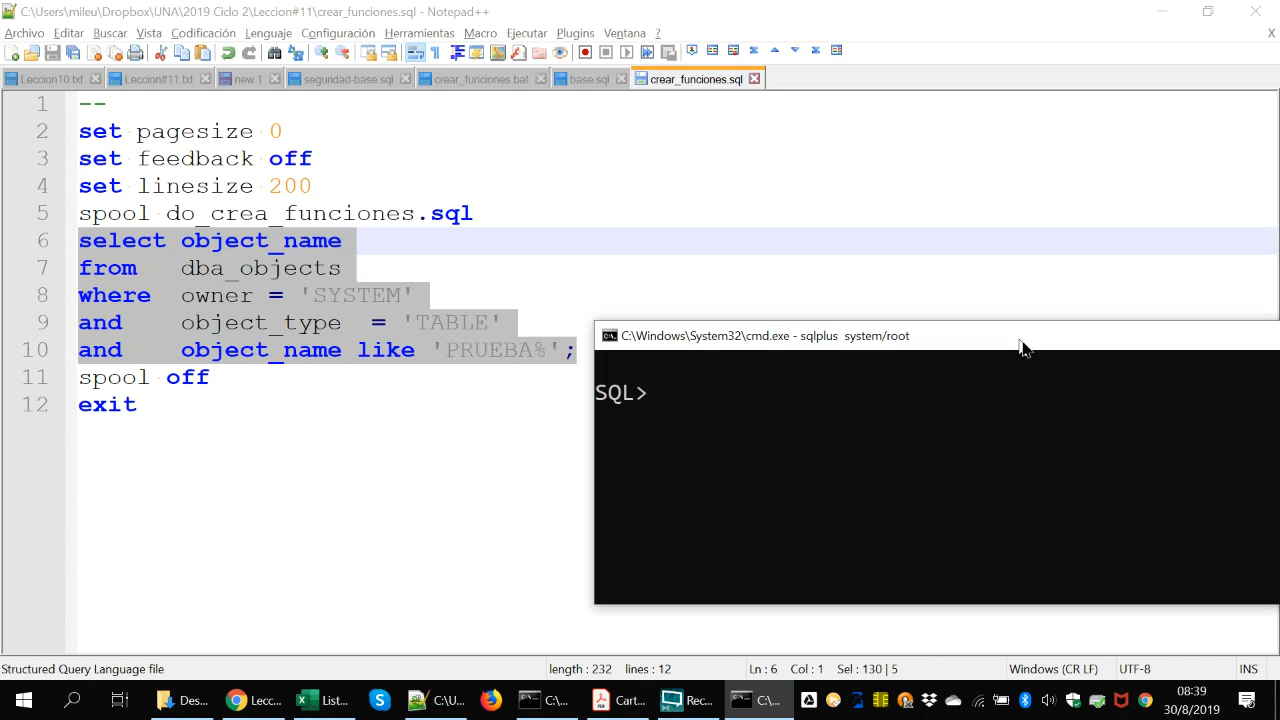 C:\Users\mileu\Dropbox\UNA\2019 Ciclo 2\Leccion#11\crear_funciones.sql - Notepad++
Archivo Editar Buscar Vista Codificación Lenguaje Configuración Herramientas Macro Ejecutar Plugins Ventana ? X
Leccion10.txt Leccion#11.txt new 1 seguridad-base.sql crear_funciones.bat base.sql crear_funciones.sql
1 --
2 set pagesize 0
3 set feedback off
4 set linesize 200
5 spool do_crea_funciones.sql
6 select object_name
7 from dba_objects
8 where owner = 'SYSTEM'
9 and object_type = 'TABLE'
10 and object_name like 'PRUEBA%';
11 spool off
12 exit
C:\Windows\System32\cmd.exe - sqlplus system/root
SQL>
Structured Query Language file length : 232 lines : 12 Ln : 6 Col : 1 Sel : 130 | 5 Windows (CR LF) UTF-8 INS
Des... Lecc... List... C:\U... C:\... Cart... Rec... C:\...
8:39
30/8/2019